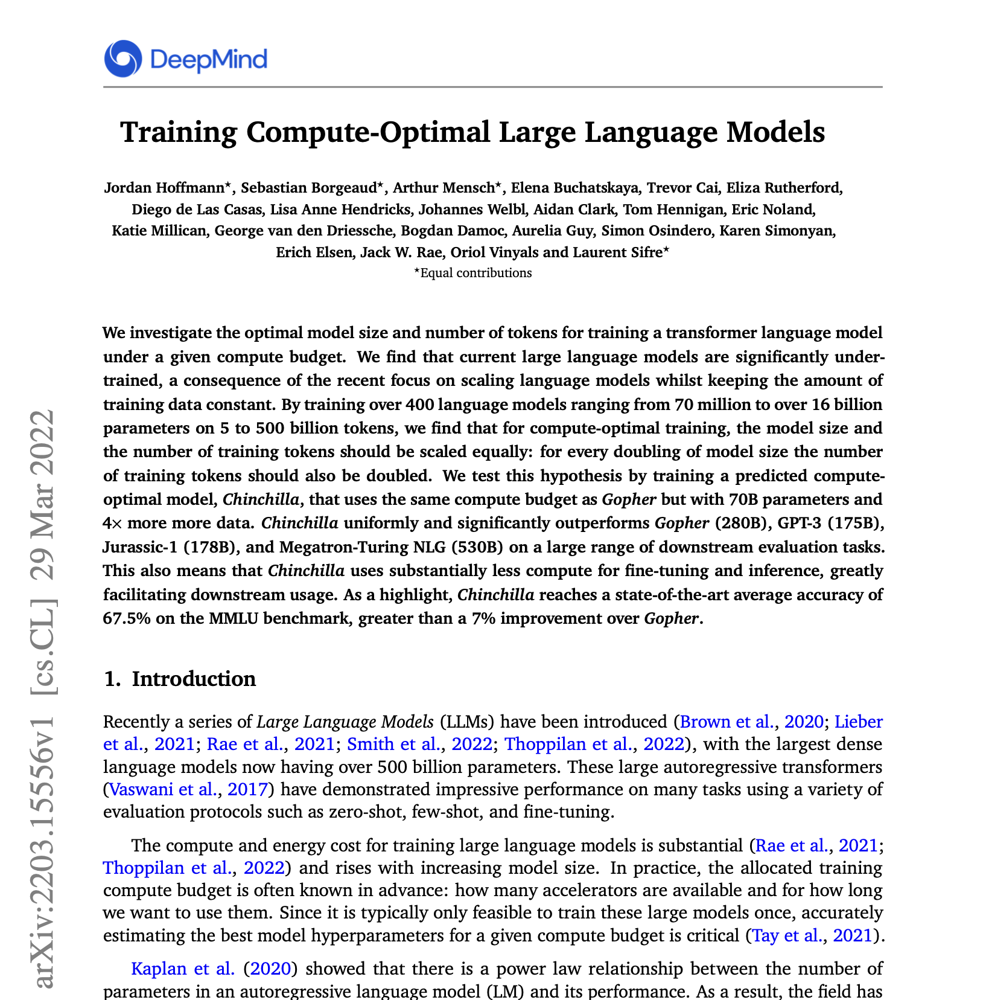 DeepMind
Training Compute-Optimal Large Language Models
Jordan Hoffmann★, Sebastian Borgeaud★, Arthur Mensch★, Elena Buchatskaya, Trevor Cai, Eliza Rutherford,
Diego de Las Casas, Lisa Anne Hendricks, Johannes Welbl, Aidan Clark, Tom Hennigan, Eric Noland,
Katie Millican, George van den Driessche, Bogdan Damoc, Aurelia Guy, Simon Osindero, Karen Simonyan,
Erich Elsen, Jack W. Rae, Oriol Vinyals and Laurent Sifre★
★Equal contributions
We investigate the optimal model size and number of tokens for training a transformer language model
under a given compute budget. We find that current large language models are significantly under-
trained, a consequence of the recent focus on scaling language models whilst keeping the amount of
training data constant. By training over 400 language models ranging from 70 million to over 16 billion
parameters on 5 to 500 billion tokens, we find that for compute-optimal training, the model size and
the number of training tokens should be scaled equally: for every doubling of model size the number
of training tokens should also be doubled. We test this hypothesis by training a predicted compute-
optimal model, Chinchilla, that uses the same compute budget as Gopher but with 70B parameters and
4× more more data. Chinchilla uniformly and significantly outperforms Gopher (280B), GPT-3 (175B),
Jurassic-1 (178B), and Megatron-Turing NLG (530B) on a large range of downstream evaluation tasks.
This also means that Chinchilla uses substantially less compute for fine-tuning and inference, greatly
facilitating downstream usage. As a highlight, Chinchilla reaches a state-of-the-art average accuracy of
67.5% on the MMLU benchmark, greater than a 7% improvement over Gopher.
1. Introduction
Recently a series of Large Language Models (LLMs) have been introduced (Brown et al., 2020; Lieber
et al., 2021; Rae et al., 2021; Smith et al., 2022; Thoppilan et al., 2022), with the largest dense
language models now having over 500 billion parameters. These large autoregressive transformers
(Vaswani et al., 2017) have demonstrated impressive performance on many tasks using a variety of
evaluation protocols such as zero-shot, few-shot, and fine-tuning.
The compute and energy cost for training large language models is substantial (Rae et al., 2021;
Thoppilan et al., 2022) and rises with increasing model size. In practice, the allocated training
compute budget is often known in advance: how many accelerators are available and for how long
we want to use them. Since it is typically only feasible to train these large models once, accurately
estimating the best model hyperparameters for a given compute budget is critical (Tay et al., 2021).
Kaplan et al. (2020) showed that there is a power law relationship between the number of
parameters in an autoregressive language model (LM) and its performance. As a result, the field has
arXiv:2203.15556v1 [cs.CL] 29 Mar 2022